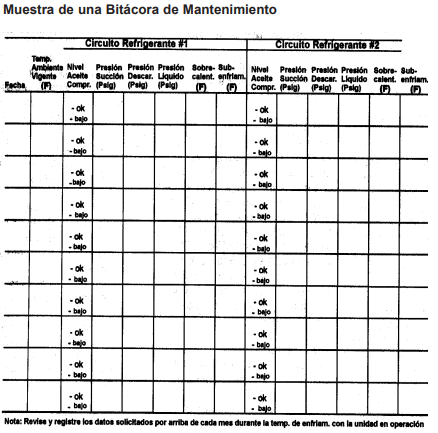 Muestra de una Bitácora de Mantenimiento
Circuito Refrigerante #1 Circuito Refrigerante #2
Temp. Ambiente Vigente (F) Nivel Aceite Compr. Presión Succión (Psig) Presión Descar. (Psig) Presión Liquido (Psig) Sobre-calent. (F) Sub-enfriam. (F) Nivel Aceite Compr. Presión Succión (Psig) Presión Descar. (Psig) Presión Liquido (Psig) Sobre-calent. (F) Sub-enfriam. (F)
Fecha
- ok - ok
- bajo - bajo
- ok - ok
- bajo - bajo
- ok - ok
- bajo - bajo
- ok - ok
- bajo - bajo
- ok - ok
- bajo - bajo
- ok - ok
- bajo - bajo
- ok - ok
- bajo - bajo
- ok - ok
- bajo - bajo
- ok - ok
- bajo - bajo
- ok - ok
- bajo - bajo
Nota: Revise y registre los datos solicitados por arriba de cada mes durante la temp. de enfriam. con la unidad en operación